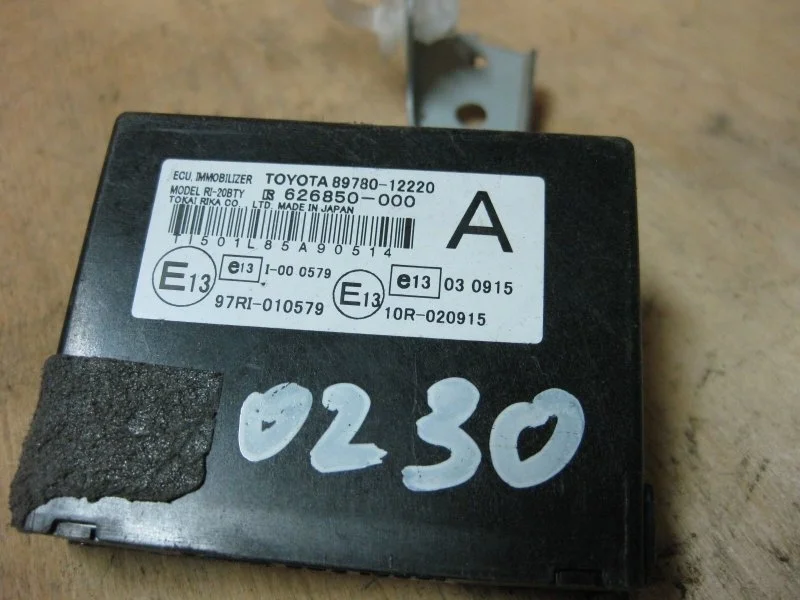 ECU, IMMOBILIZER TOYOTA 89780-12220
MODEL RI-20BTY 626850-000
TOKAI RIKA CO., LTD. MADE IN JAPAN
A
TI501L85A90514
E13 e13 I-00 0579 E13 e13 03 0915
97RI-010579 10R-020915
0230